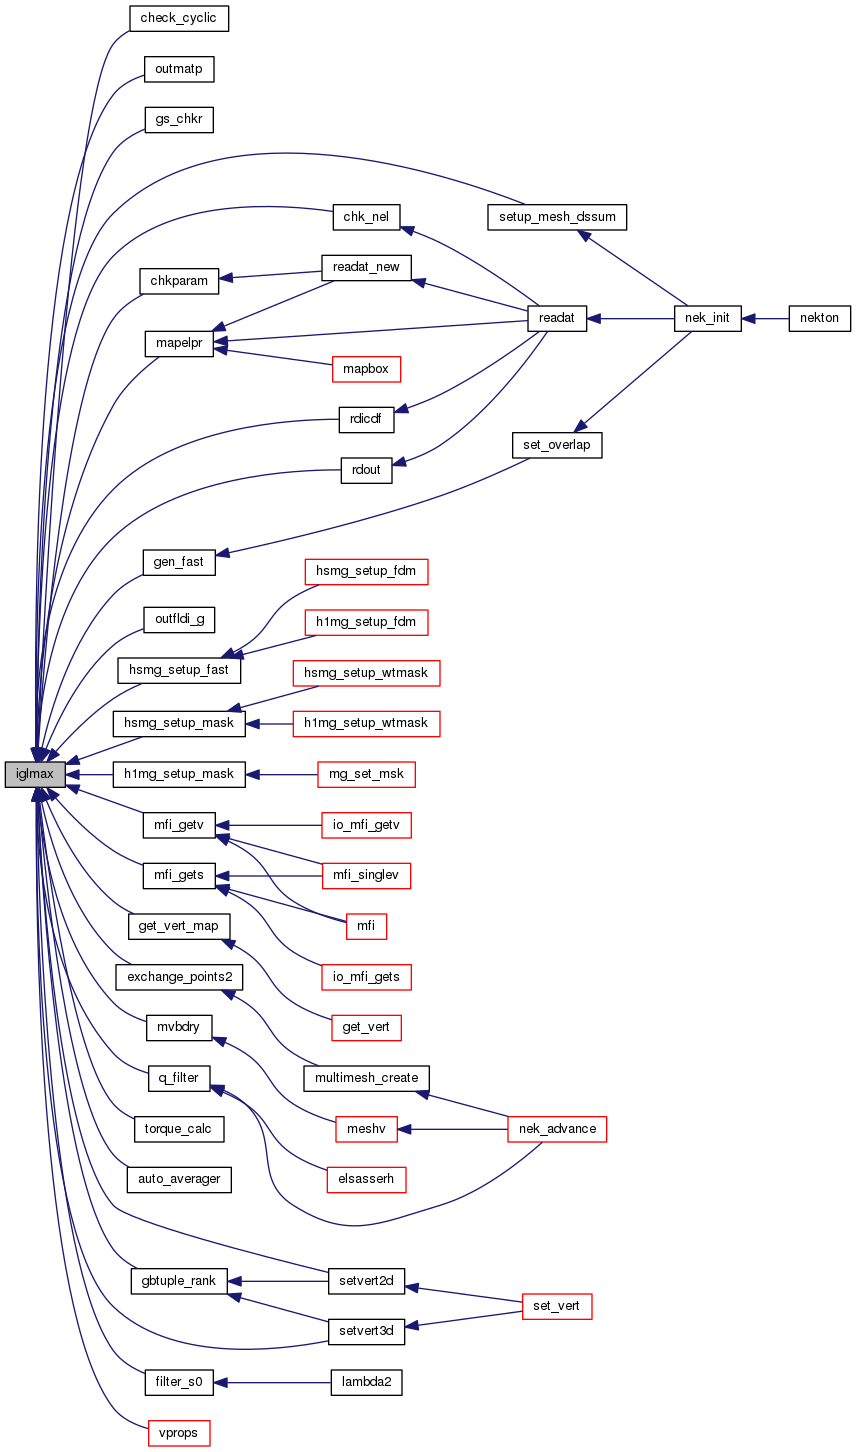 check_cyclic
outmatp
gs_chkr
setup_mesh_dssum
chk_nel
readat_new
chkparam
readat
nek_init
nekton
mapelpr
mapbox
rdicdf
set_overlap
rdout
gen_fast
hsmg_setup_fdm
outfldi_g
h1mg_setup_fdm
hsmg_setup_fast
hsmg_setup_wtmask
hsmg_setup_mask
h1mg_setup_wtmask
iglmax
h1mg_setup_mask
mg_set_msk
mfi_getv
io_mfi_getv
mfi_gets
mfi_singlev
get_vert_map
mfi
exchange_points2
io_mfi_gets
mvbdry
get_vert
q_filter
multimesh_create
torque_calc
meshv
nek_advance
auto_averager
elsasserh
gbtuple_rank
setvert2d
set_vert
setvert3d
filter_s0
lambda2
vprops